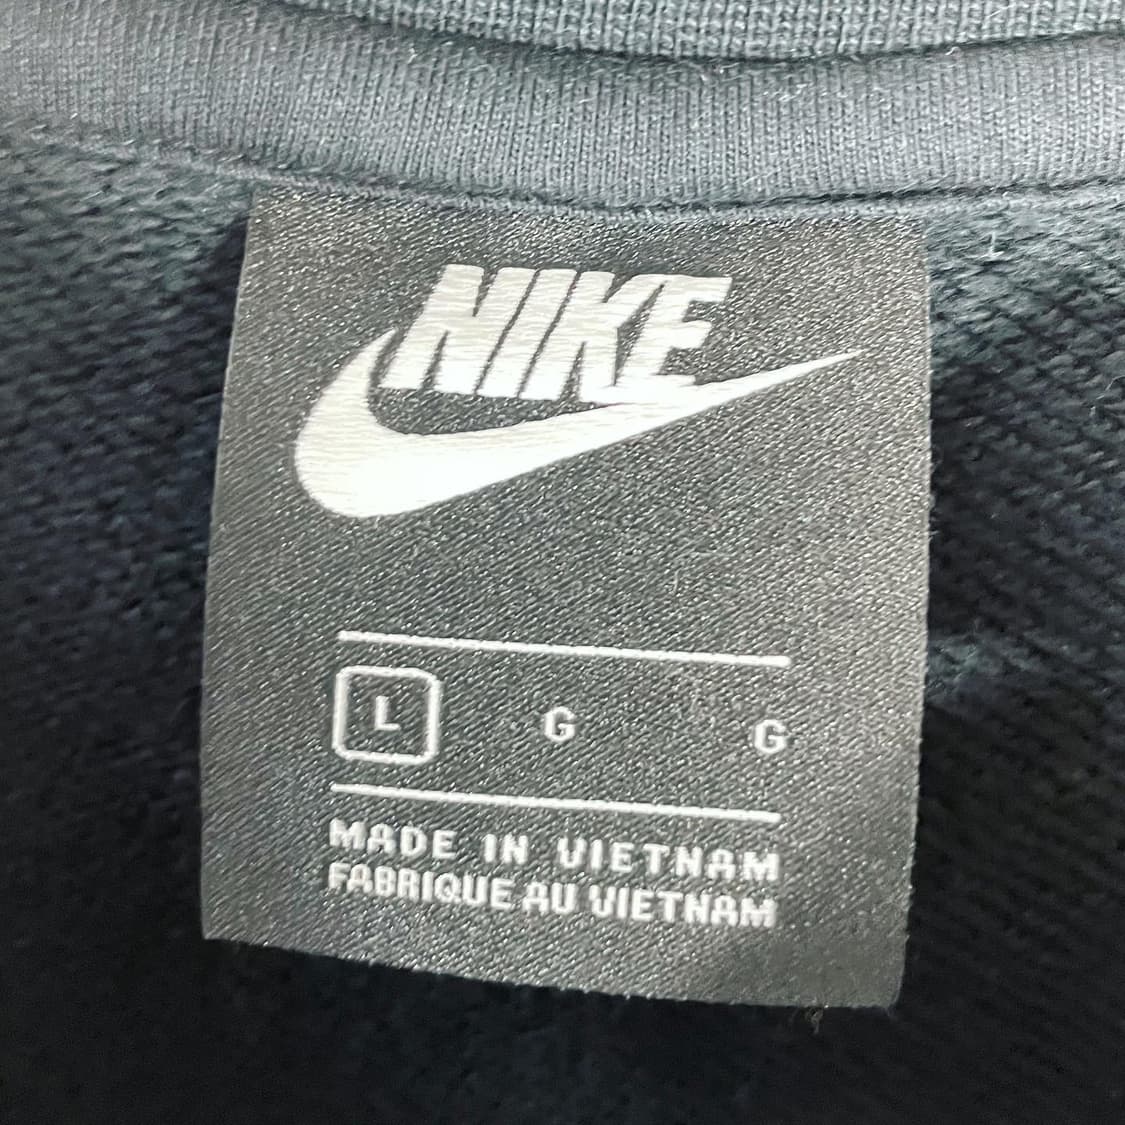 NIKE
L G G
MADE IN VIETNAM
FABRIQUE AU VIETNAM